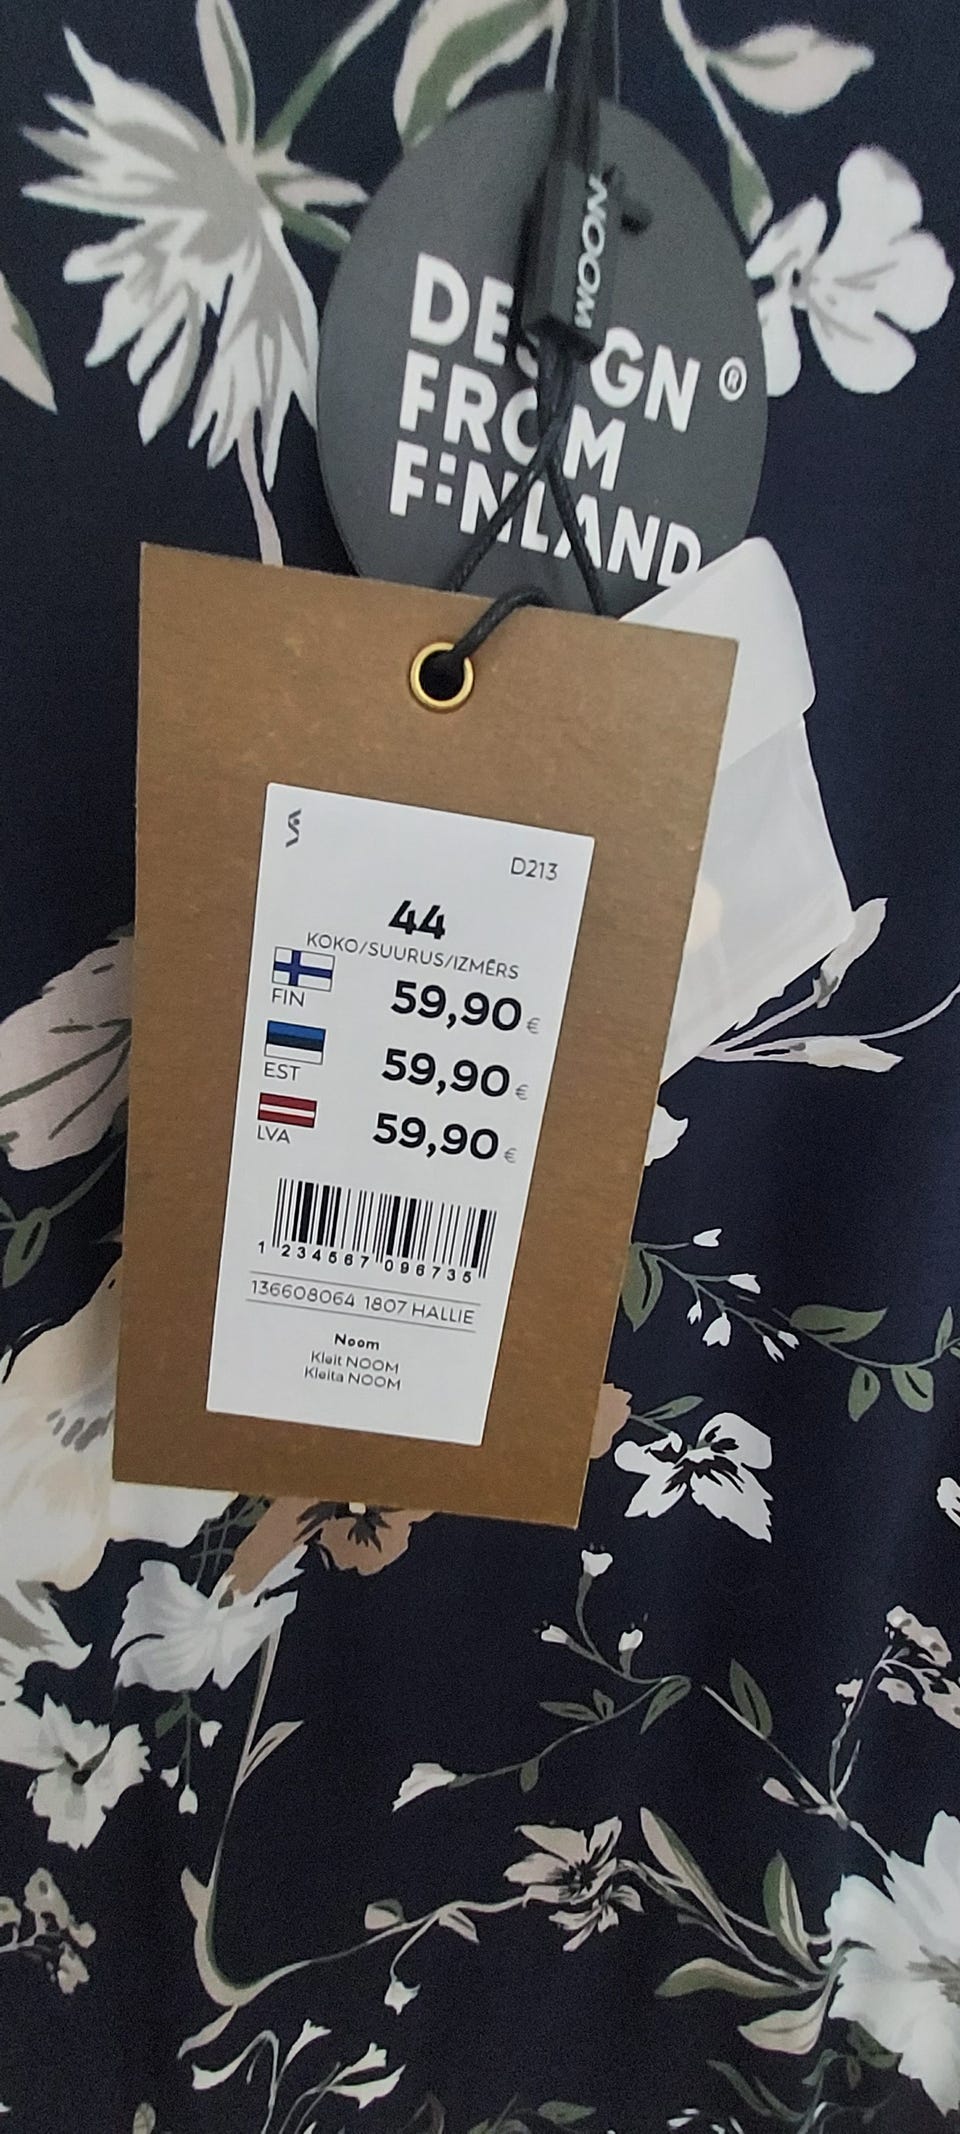 NOOM
DESIGN ®
FROM
FINLAND
D213
44
KOKO/SUURUS/IZMĒRS
FIN 59,90 €
EST 59,90 €
LVA 59,90 €
1 234567 096735
136608064 1807 HALLIE
Noom
Kleit NOOM
Kleita NOOM